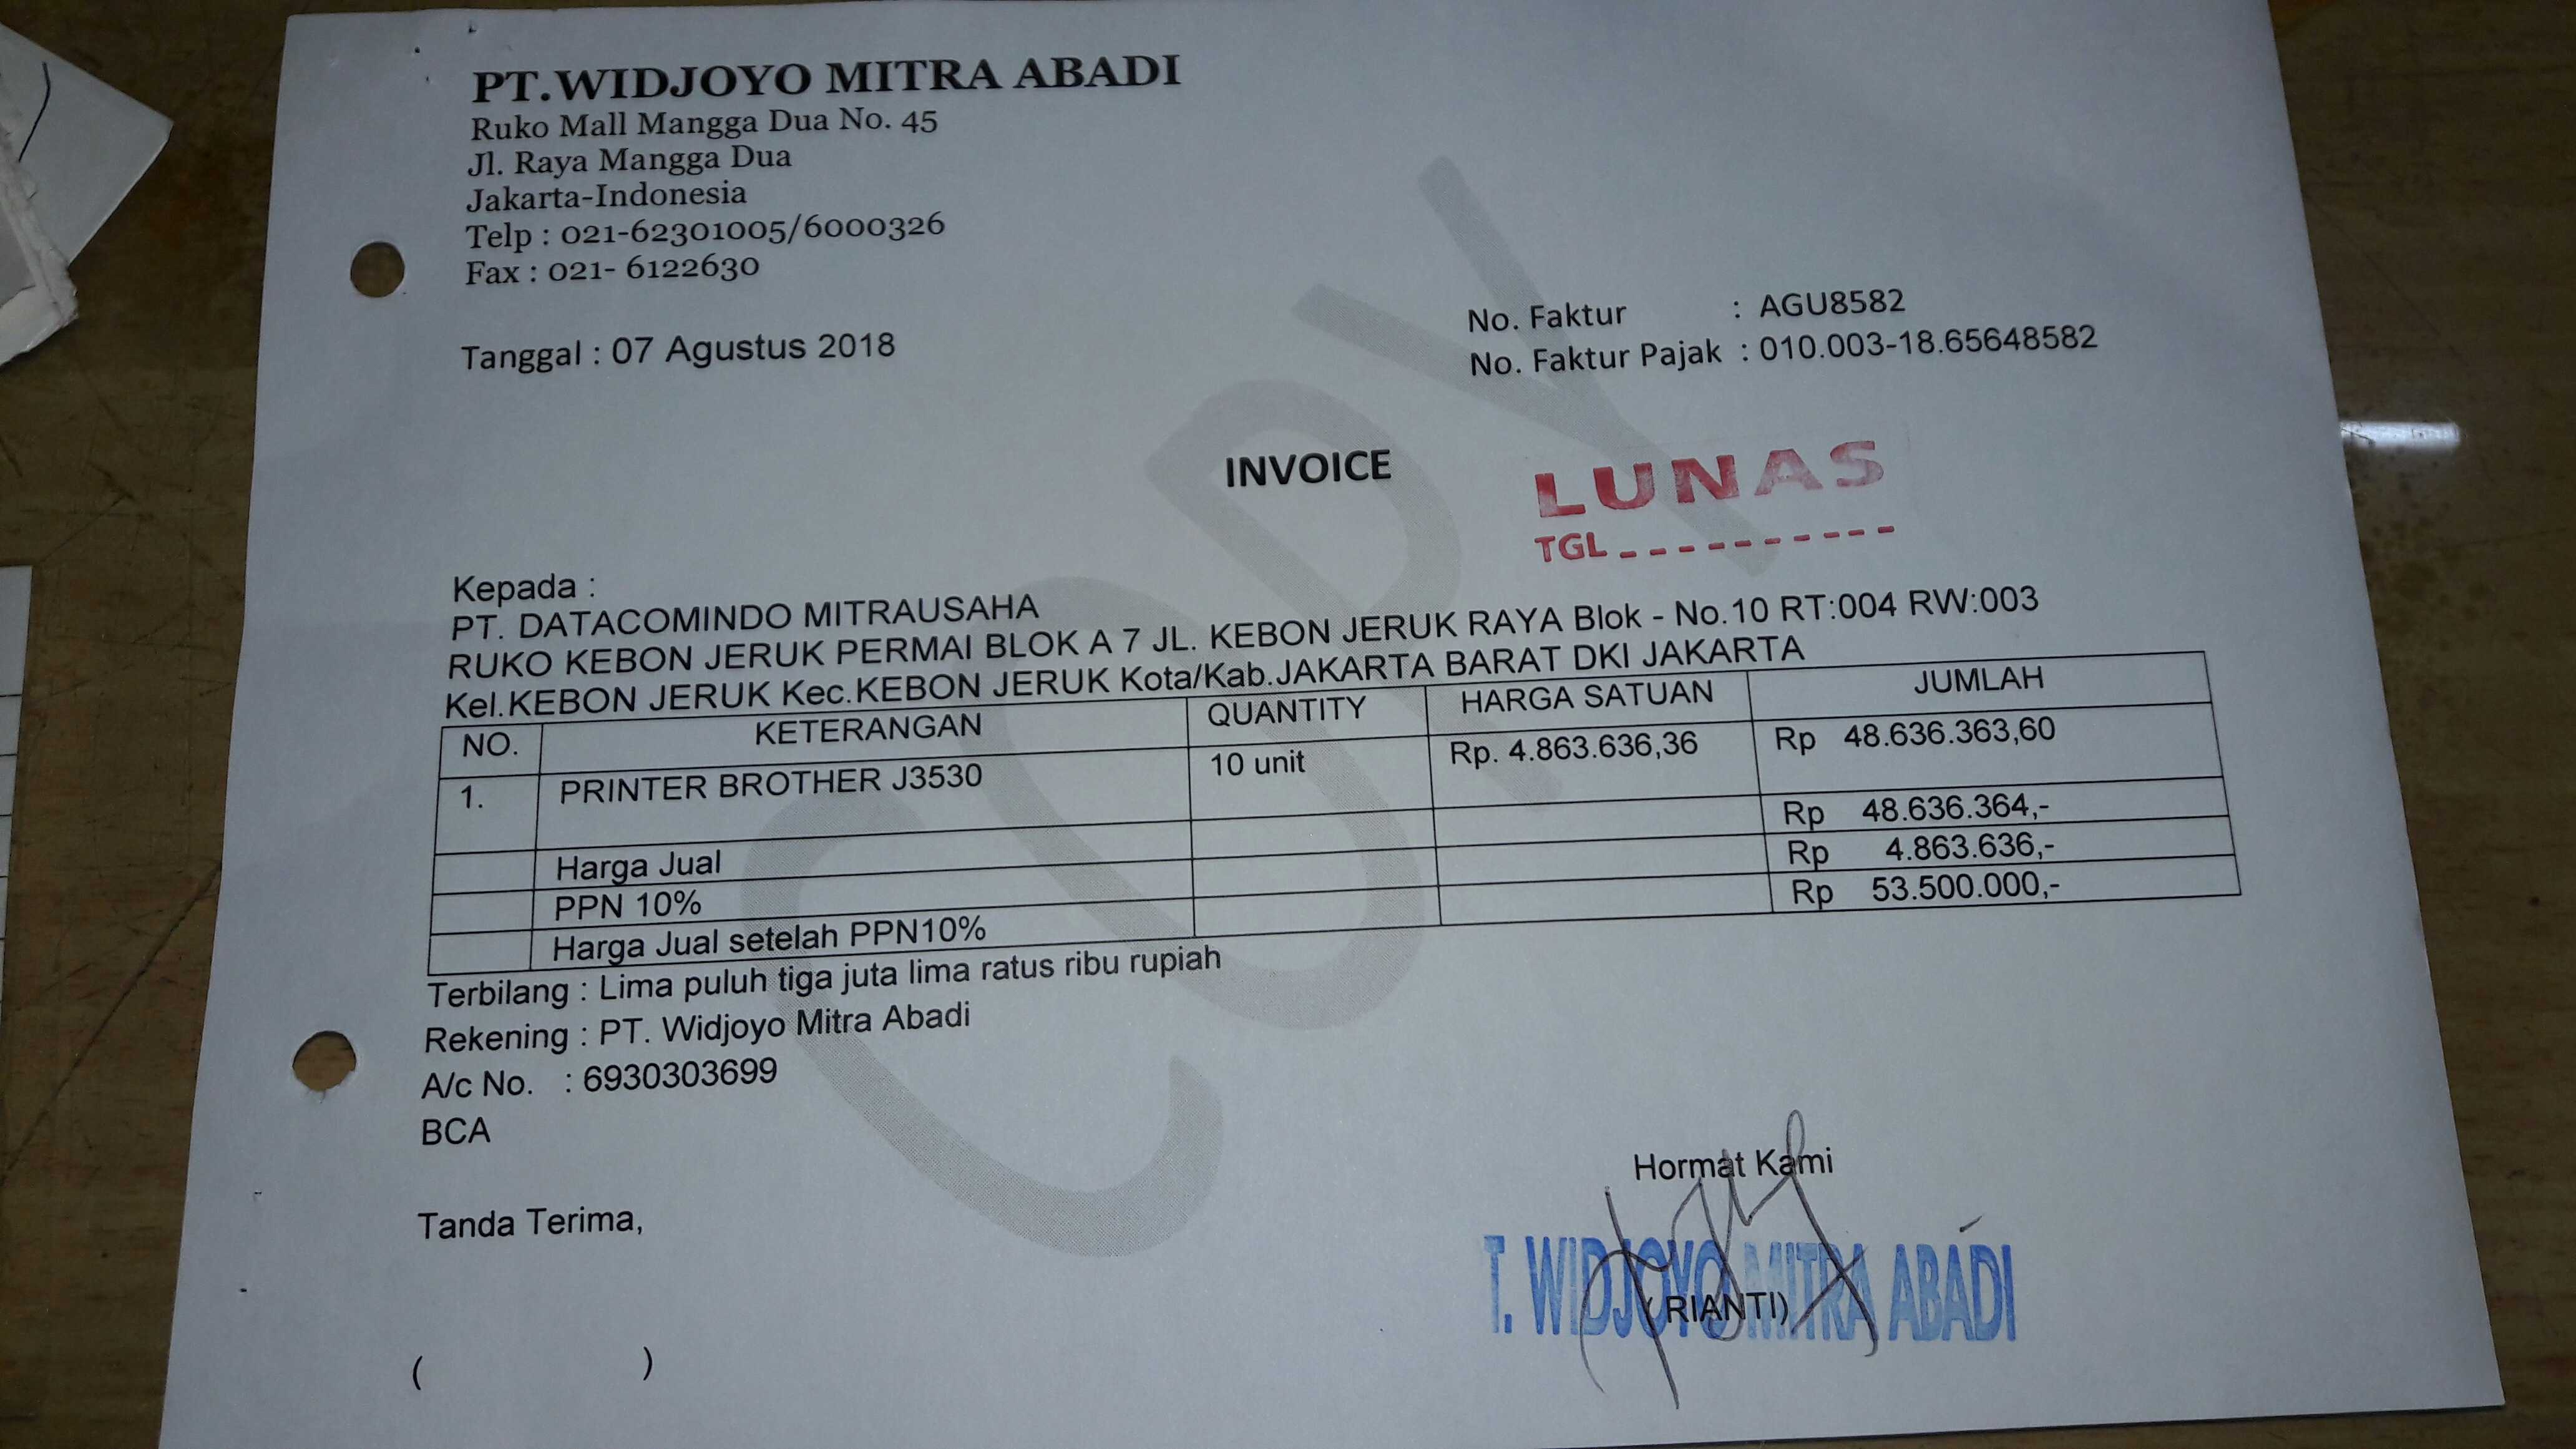 PT.WIDJOYO MITRA ABADI
Ruko Mall Mangga Dua No. 45
Jl. Raya Mangga Dua
Jakarta-Indonesia
Telp : 021-62301005/6000326
Fax : 021- 6122630
Tanggal : 07 Agustus 2018
No. Faktur : AGU8582
No. Faktur Pajak : 010.003-18.65648582
INVOICE
LUNAS
TGL -----------
COPY
Kepada :
PT. DATACOMINDO MITRAUSAHA
RUKO KEBON JERUK PERMAI BLOK A 7 JL. KEBON JERUK RAYA Blok - No.10 RT:004 RW:003
Kel.KEBON JERUK Kec.KEBON JERUK Kota/Kab.JAKARTA BARAT DKI JAKARTA
NO. KETERANGAN QUANTITY HARGA SATUAN JUMLAH
1. PRINTER BROTHER J3530 10 unit Rp. 4.863.636,36 Rp 48.636.363,60
Harga Jual Rp 48.636.364,-
PPN 10% Rp 4.863.636,-
Harga Jual setelah PPN10% Rp 53.500.000,-
Terbilang : Lima puluh tiga juta lima ratus ribu rupiah
Rekening : PT. Widjoyo Mitra Abadi
A/c No. : 6930303699
BCA
Tanda Terima,
Hormat Kami
T. WIDJOYO MITRA ABADI
( RIANTI)
( )